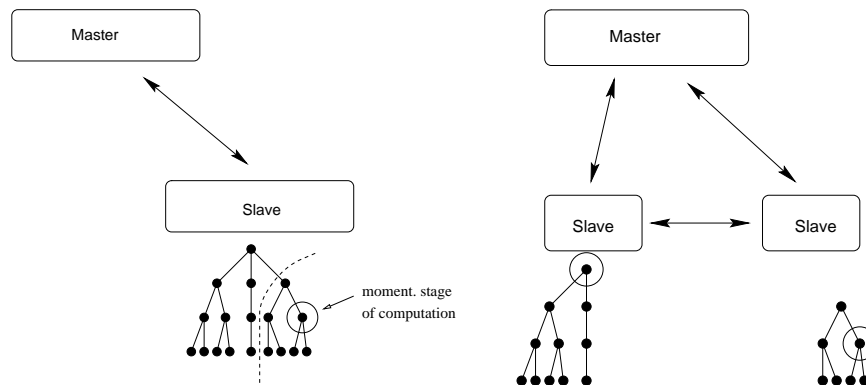 Master
Slave
moment. stage
of computation
Master
Slave
Slave